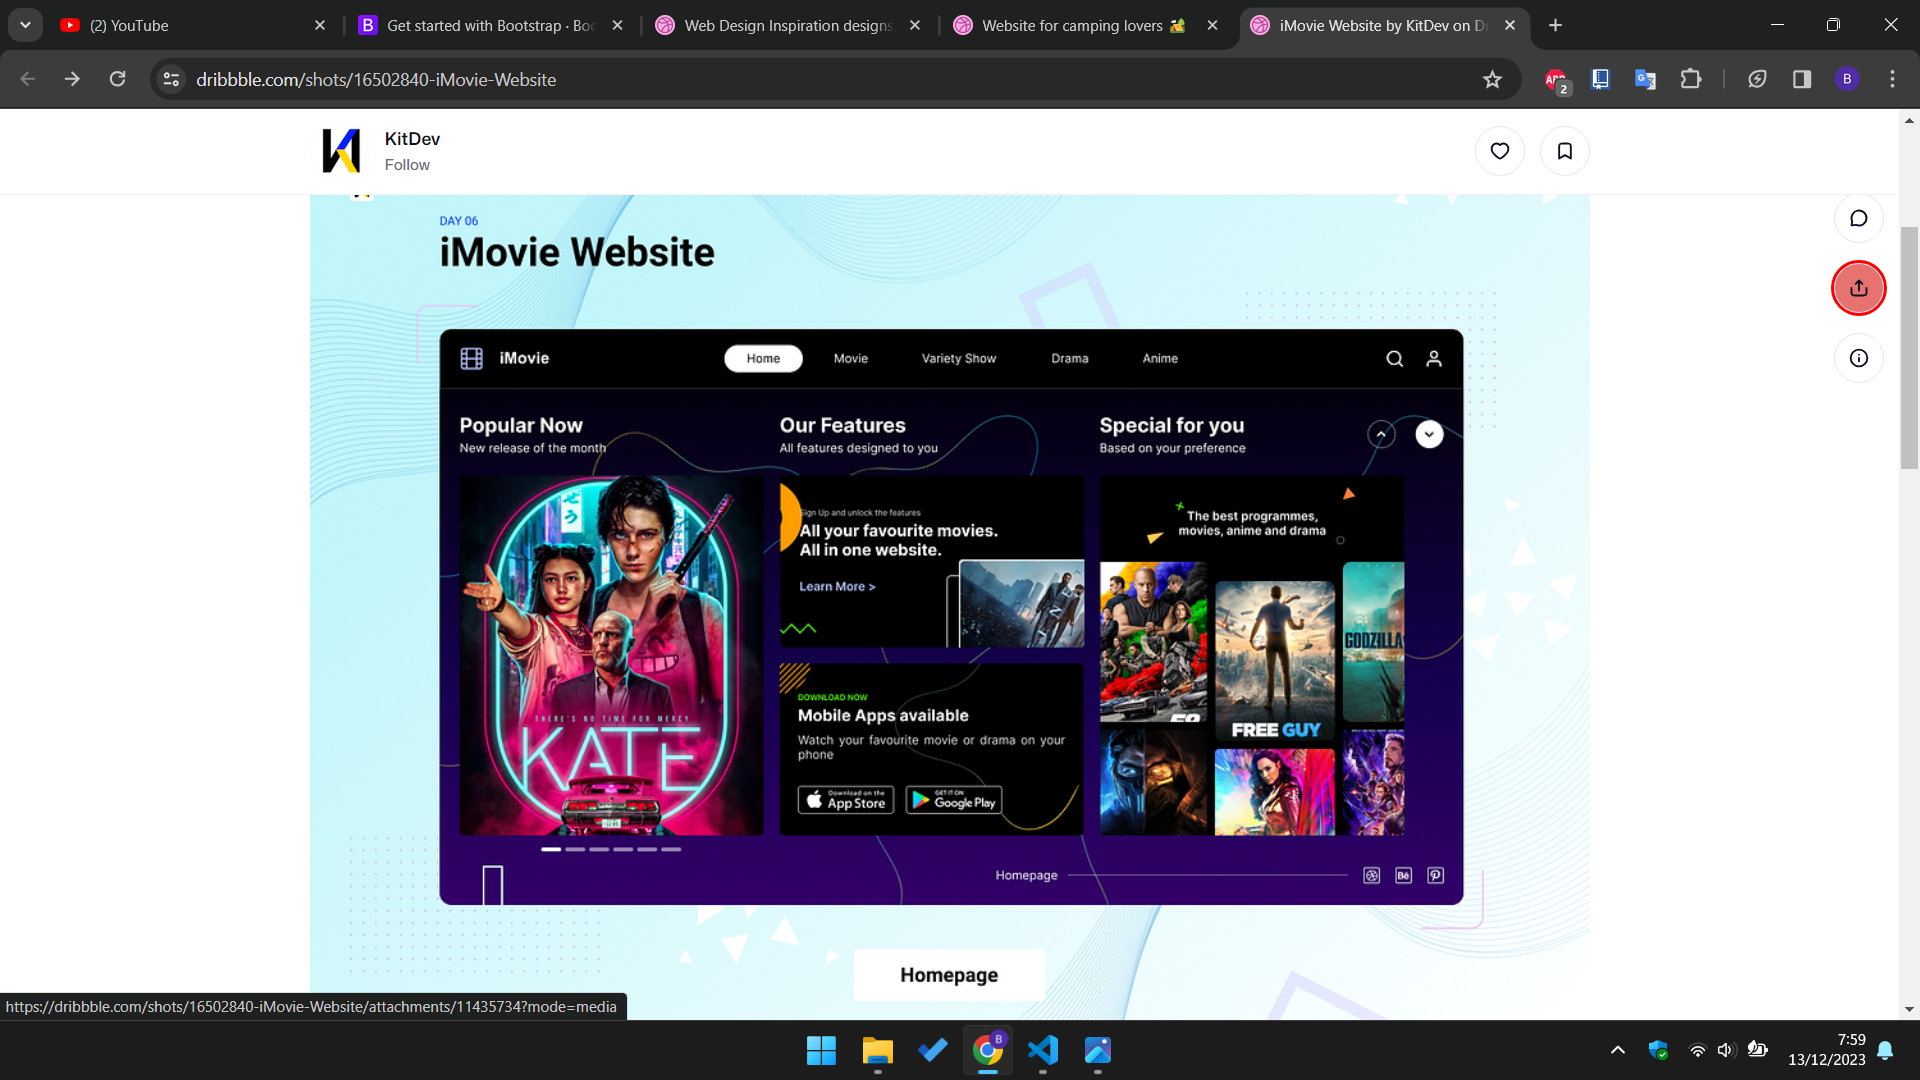 (2) YouTube
Get started with Bootstrap · Boo
Web Design Inspiration designs
Website for camping lovers
iMovie Website by KitDev on D
dribbble.com/shots/16502840-iMovie-Website
ABP
2
B
KitDev
Follow
DAY 06
iMovie Website
iMovie
Home
Movie
Variety Show
Drama
Anime
Popular Now
New release of the month
Our Features
All features designed to you
Special for you
Based on your preference
せう
THERE'S NO TIME FOR MERCY
KATE
Sign Up and unlock the features
All your favourite movies.
All in one website.
Learn More >
DOWNLOAD NOW
Mobile Apps available
Watch your favourite movie or drama on your
phone
Download on the
App Store
GET IT ON
Google Play
The best programmes,
movies, anime and drama
FREE GUY
GODZILLA
Homepage
Bē
Homepage
https://dribbble.com/shots/16502840-iMovie-Website/attachments/11435734?mode=media
B
7:59
13/12/2023